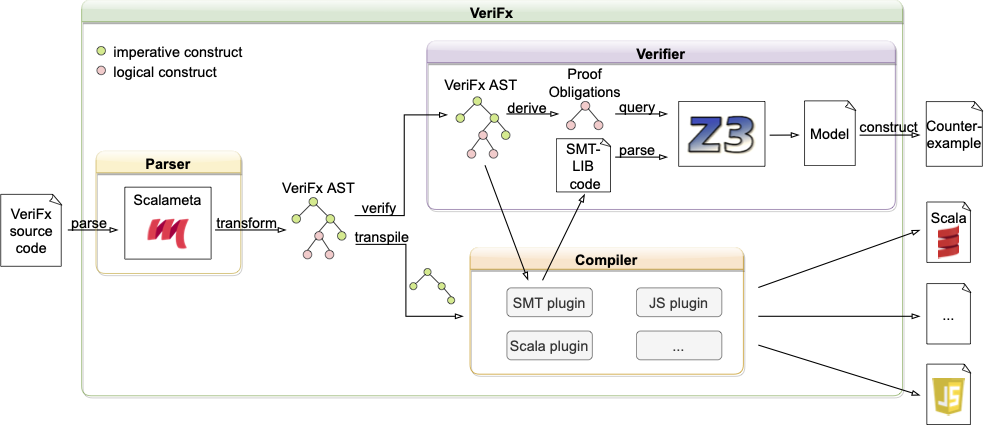 VeriFx
imperative construct
logical construct
Verifier
VeriFx AST
Proof
Obligations
derive
query
Z3
Model
construct
Counter-
example
SMT-
LIB
code
parse
Parser
Scalameta
VeriFx
source
code
parse
transform
VeriFx AST
verify
transpile
Compiler
SMT plugin
JS plugin
Scala plugin
...
Scala
...
JS